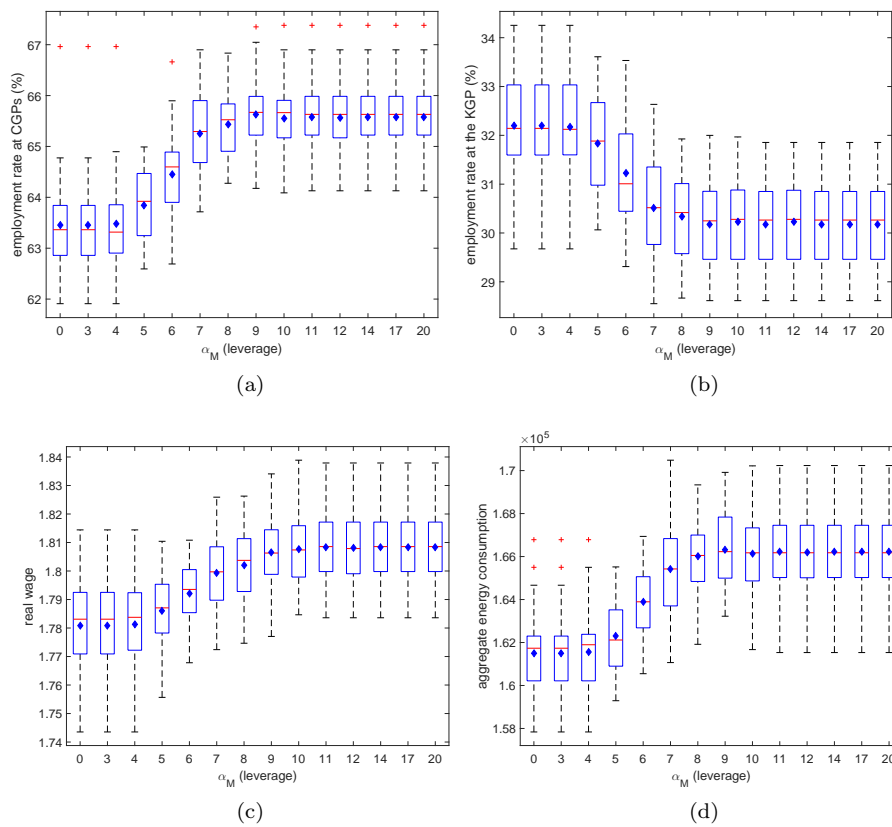 67
66
65
64
63
62
employment rate at CGPs (%)
0 3 4 5 6 7 8 9 10 11 12 14 17 20
α_M (leverage)
(a)
34
33
32
31
30
29
employment rate at the KGP (%)
0 3 4 5 6 7 8 9 10 11 12 14 17 20
α_M (leverage)
(b)
1.84
1.83
1.82
1.81
1.8
1.79
1.78
1.77
1.76
1.75
1.74
real wage
0 3 4 5 6 7 8 9 10 11 12 14 17 20
α_M (leverage)
(c)
×10^5
1.7
1.68
1.66
1.64
1.62
1.6
1.58
aggregate energy consumption
0 3 4 5 6 7 8 9 10 11 12 14 17 20
α_M (leverage)
(d)